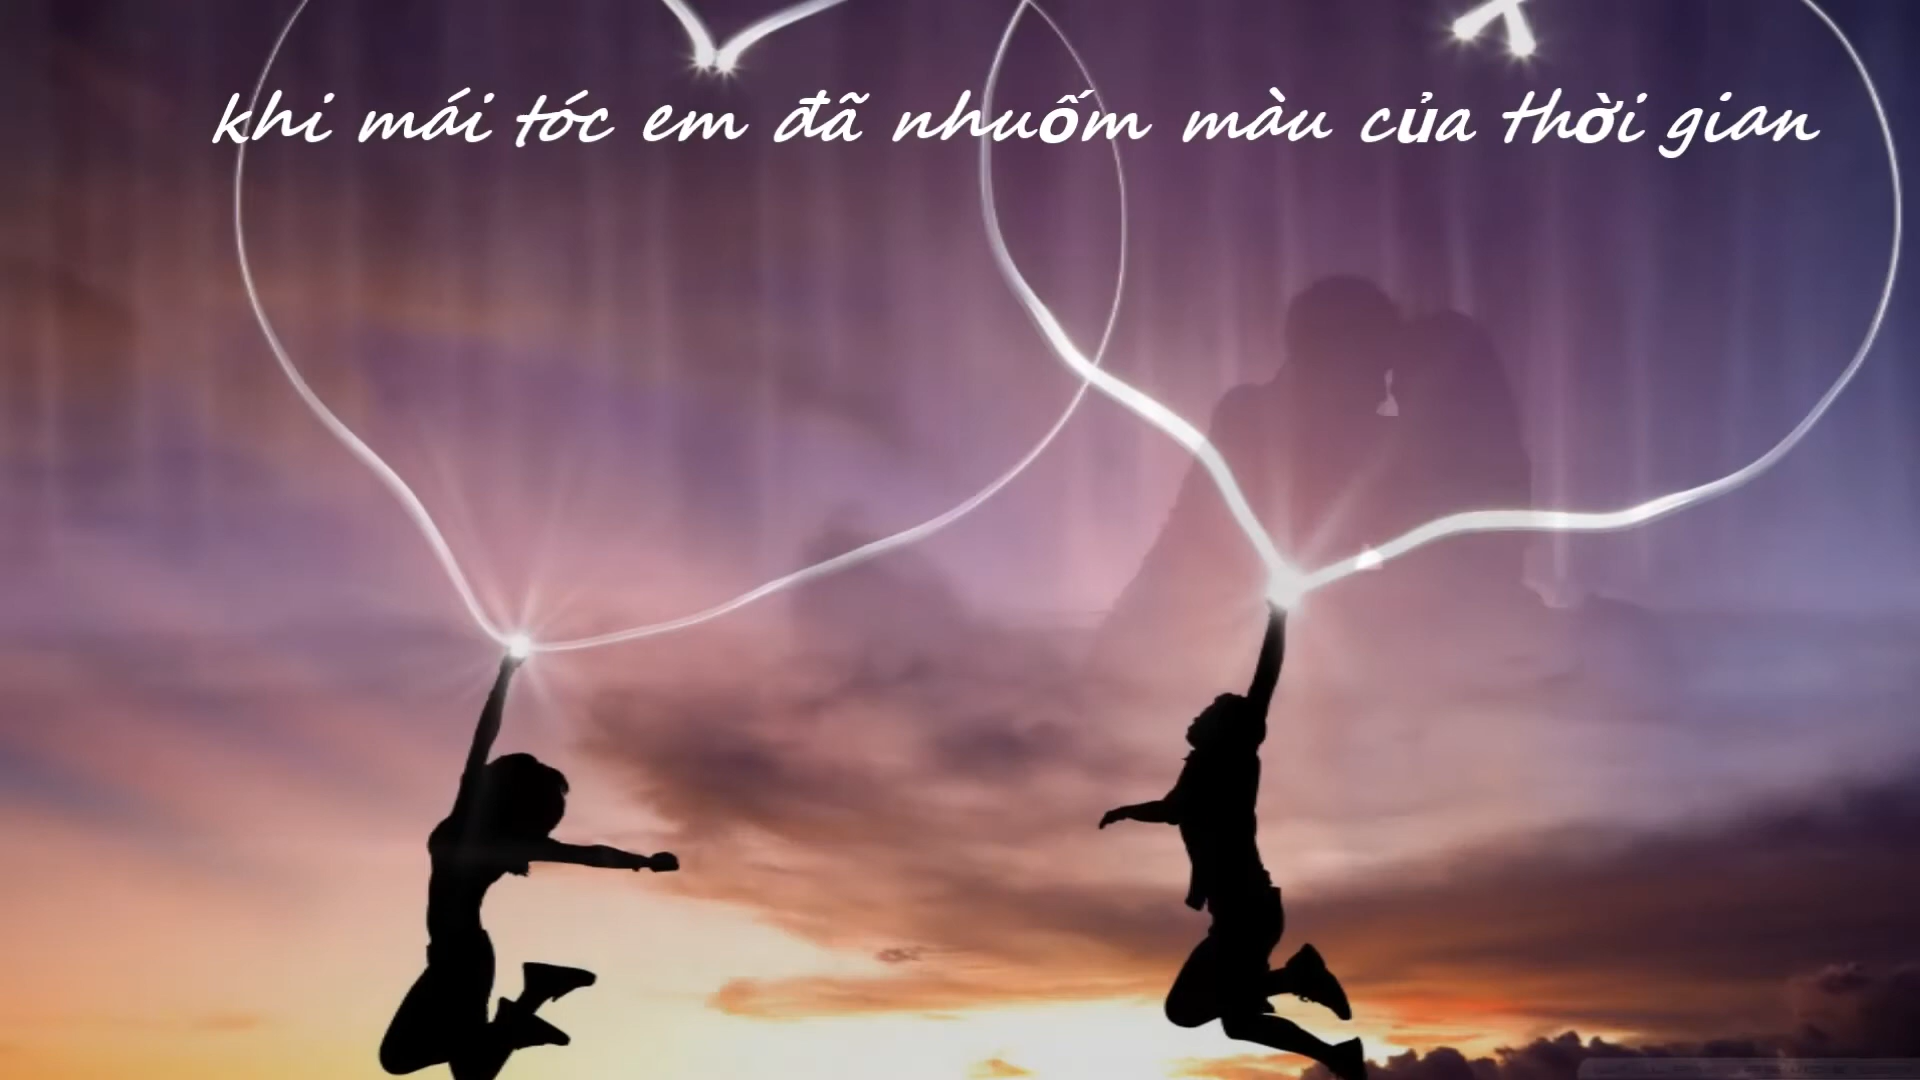 khi mái tóc em đã nhuốm màu của thời gian